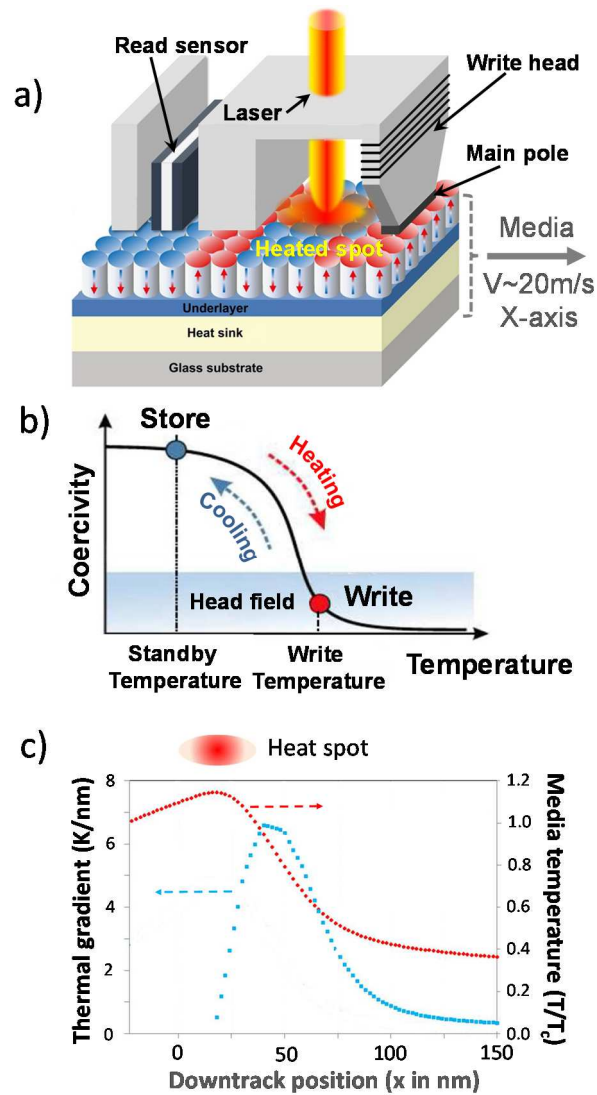 a)
Read sensor
Laser
Write head
Main pole
Heated spot
Media
V~20m/s
X-axis
Underlayer
Heat sink
Glass substrate
b)
Store
Heating
Cooling
Coercivity
Head field
Write
Standby
Temperature
Write
Temperature
Temperature
c)
Heat spot
Thermal gradient (K/nm)
8
6
4
2
0
1.2
1.0
0.8
0.6
0.4
0.2
0.0
Media temperature (T/Tc)
0
50
100
150
Downtrack position (x in nm)